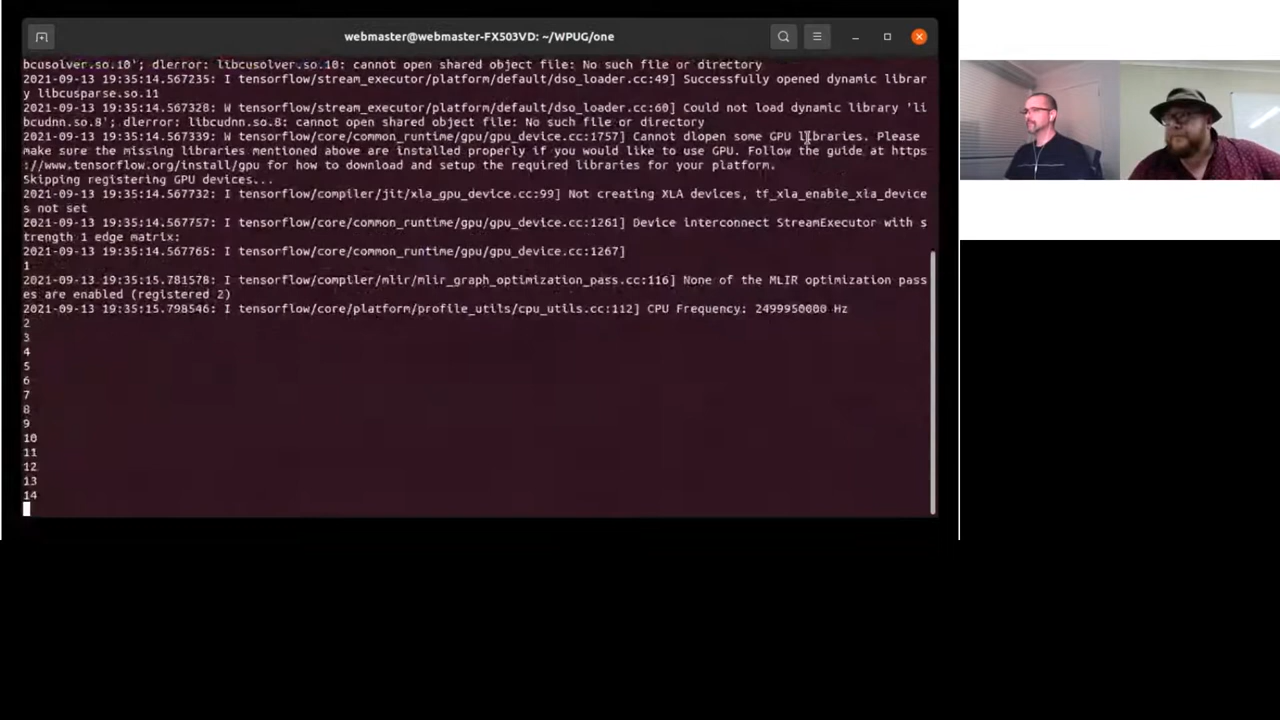 webmaster@webmaster-FX503VD: ~/WPUG/one
bcusolver.so.10'; dlerror: libcusolver.so.10: cannot open shared object file: No such file or directory
2021-09-13 19:35:14.567235: I tensorflow/stream_executor/platform/default/dso_loader.cc:49] Successfully opened dynamic librar
y libcusparse.so.11
2021-09-13 19:35:14.567328: W tensorflow/stream_executor/platform/default/dso_loader.cc:60] Could not load dynamic library 'li
bcudnn.so.8'; dlerror: libcudnn.so.8: cannot open shared object file: No such file or directory
2021-09-13 19:35:14.567339: W tensorflow/core/common_runtime/gpu/gpu_device.cc:1757] Cannot dlopen some GPU libraries. Please
make sure the missing libraries mentioned above are installed properly if you would like to use GPU. Follow the guide at https
://www.tensorflow.org/install/gpu for how to download and setup the required libraries for your platform.
Skipping registering GPU devices...
2021-09-13 19:35:14.567732: I tensorflow/compiler/jit/xla_gpu_device.cc:99] Not creating XLA devices, tf_xla_enable_xla_device
s not set
2021-09-13 19:35:14.567757: I tensorflow/core/common_runtime/gpu/gpu_device.cc:1261] Device interconnect StreamExecutor with s
trength 1 edge matrix:
2021-09-13 19:35:14.567765: I tensorflow/core/common_runtime/gpu/gpu_device.cc:1267]
1
2021-09-13 19:35:15.781578: I tensorflow/compiler/mlir/mlir_graph_optimization_pass.cc:116] None of the MLIR optimization pass
es are enabled (registered 2)
2021-09-13 19:35:15.798546: I tensorflow/core/platform/profile_utils/cpu_utils.cc:112] CPU Frequency: 2499950000 Hz
2
3
4
5
6
7
8
9
10
11
12
13
14